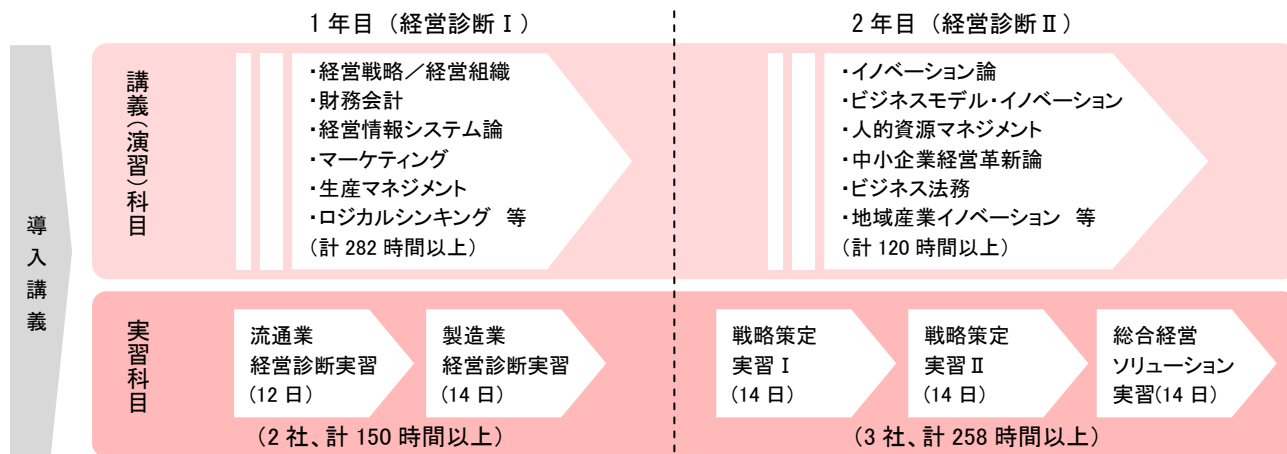 1年目（経営診断Ⅰ）
2年目（経営診断Ⅱ）
導入講義
講義（演習）科目
・経営戦略／経営組織
・財務会計
・経営情報システム論
・マーケティング
・生産マネジメント
・ロジカルシンキング 等
(計 282 時間以上)
・イノベーション論
・ビジネスモデル・イノベーション
・人的資源マネジメント
・中小企業経営革新論
・ビジネス法務
・地域産業イノベーション 等
(計 120 時間以上)
実習科目
流通業
経営診断実習
(12 日)
製造業
経営診断実習
(14 日)
(2 社、計 150 時間以上)
戦略策定
実習Ⅰ
(14 日)
戦略策定
実習Ⅱ
(14 日)
総合経営
ソリューション
実習(14 日)
(3 社、計 258 時間以上)